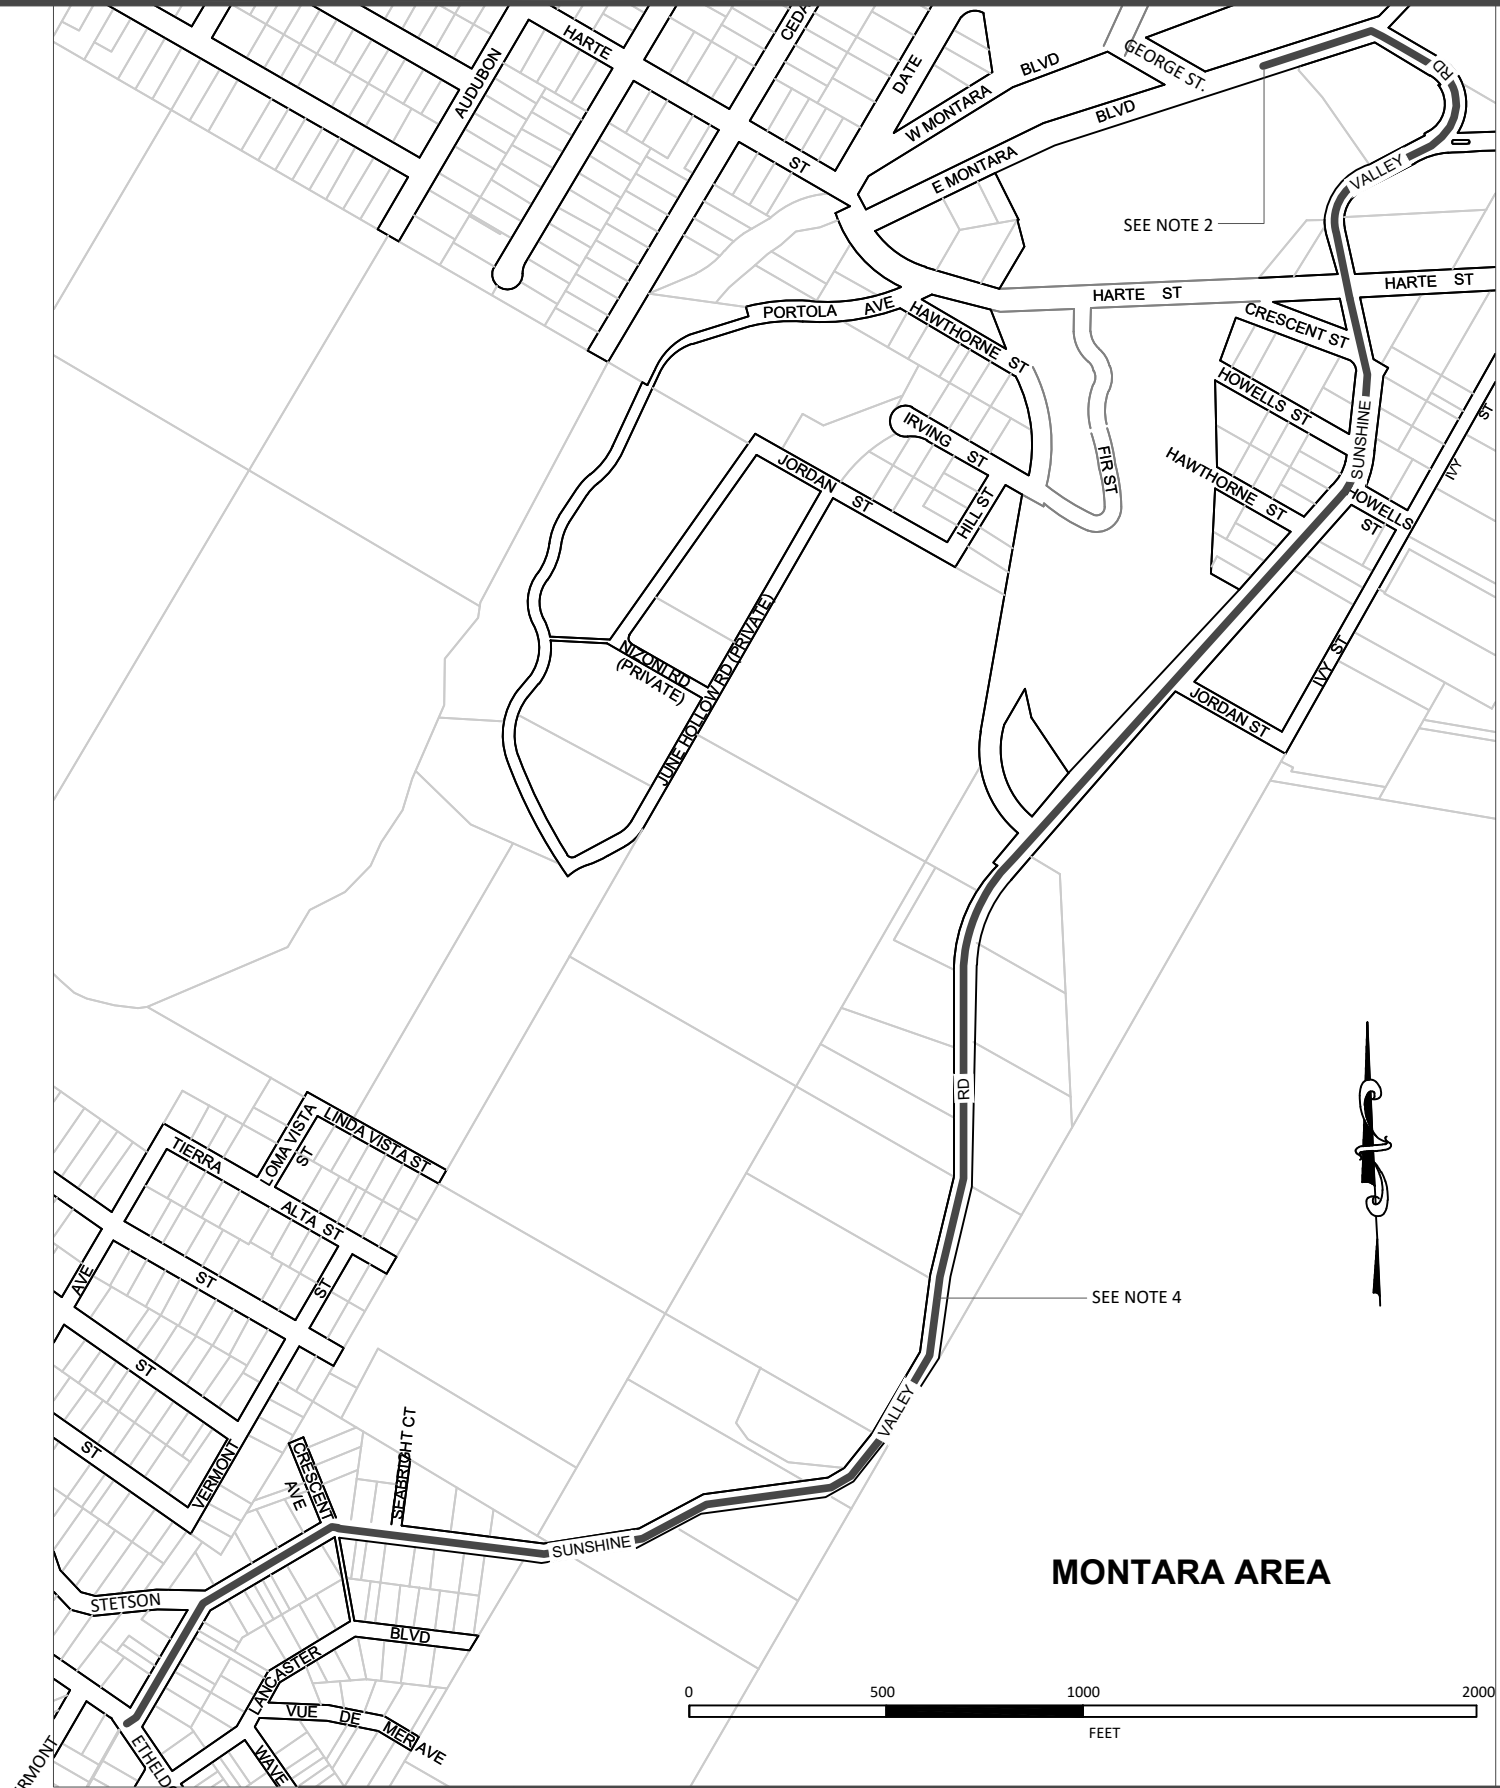 HARTE
AUDUBON
CEDA
DATE
W MONTARA
BLVD
GEORGE ST.
E MONTARA
BLVD
RD
VALLEY
ST
SEE NOTE 2
HARTE ST
HARTE ST
CRESCENT ST
PORTOLA AVE
HAWTHORNE ST
HOWELLS ST
IRVING ST
JORDAN ST
HILL ST
FIR ST
HAWTHORNE ST
SUNSHINE
HOWELLS
ST
IVY ST
NIZONI RD
(PRIVATE)
JUNE HOLLOW RD (PRIVATE)
IVY ST
JORDAN ST
RD
LOMA VISTA
ST
LINDA VISTA ST
TIERRA
ALTA ST
ST
AVE
ST
ST
ST
VERMONT
SEE NOTE 4
VALLEY
CRESCENT
AVE
SEABRIGHT CT
SUNSHINE
STETSON
LANCASTER
BLVD
VUE DE
MER AVE
WAVE
ETHELD
RMONT
MONTARA AREA
0 500 1000 2000
FEET